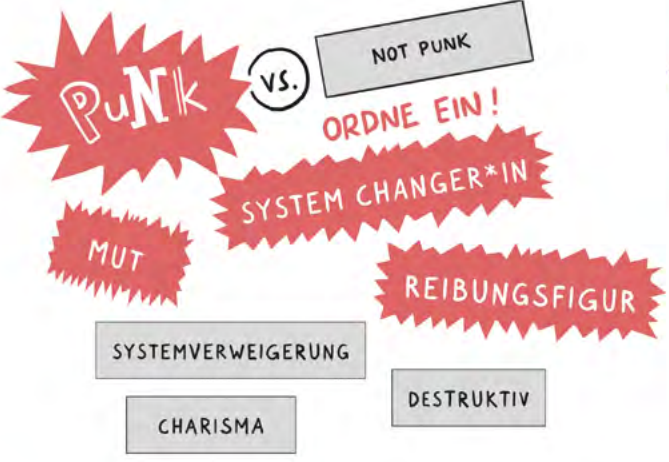 PuNk
VS.
NOT PUNK
ORDNE EIN!
SYSTEM CHANGER*IN
MUT
REIBUNGSFIGUR
SYSTEMVERWEIGERUNG
DESTRUKTIV
CHARISMA